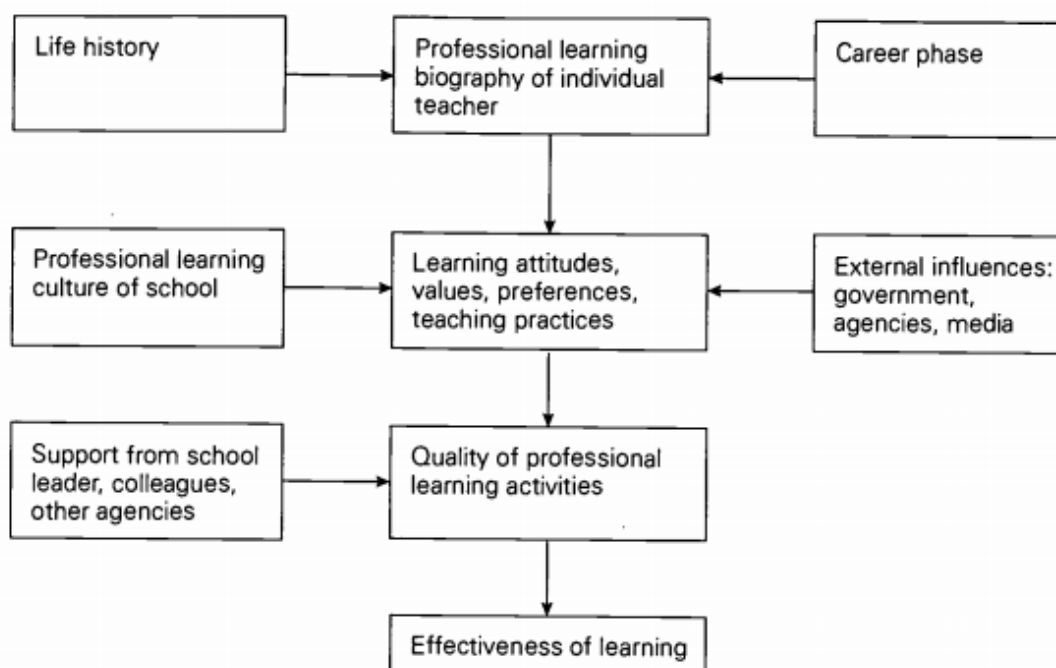 Life history
Professional learning
biography of individual
teacher
Career phase
Professional learning
culture of school
Learning attitudes,
values, preferences,
teaching practices
External influences:
government,
agencies, media
Support from school
leader, colleagues,
other agencies
Quality of professional
learning activities
Effectiveness of learning